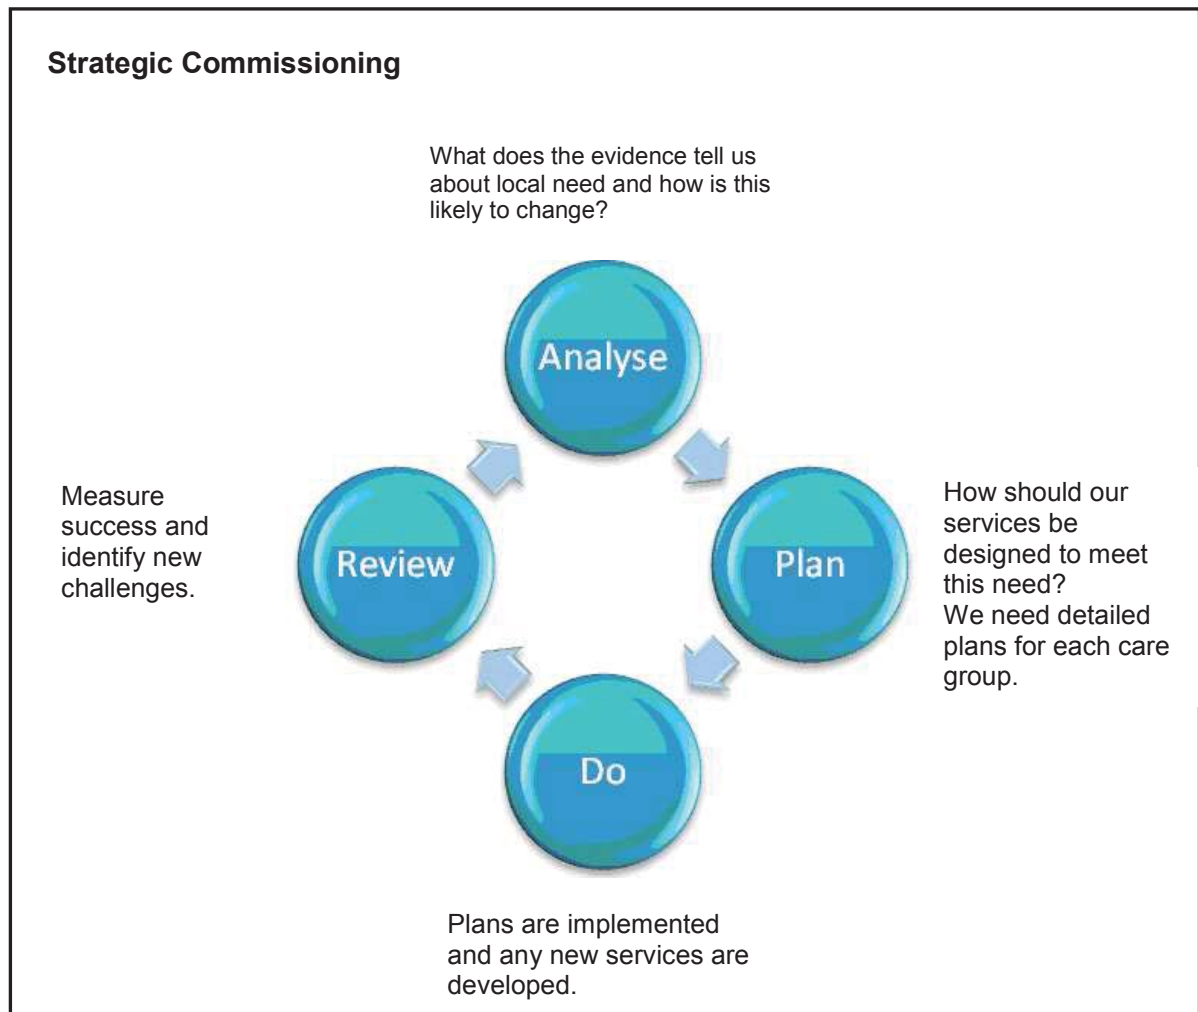 Strategic Commissioning
What does the evidence tell us
about local need and how is this
likely to change?
Analyse
Measure
success and
identify new
challenges.
Review
Plan
How should our
services be
designed to meet
this need?
We need detailed
plans for each care
group.
Do
Plans are implemented
and any new services are
developed.